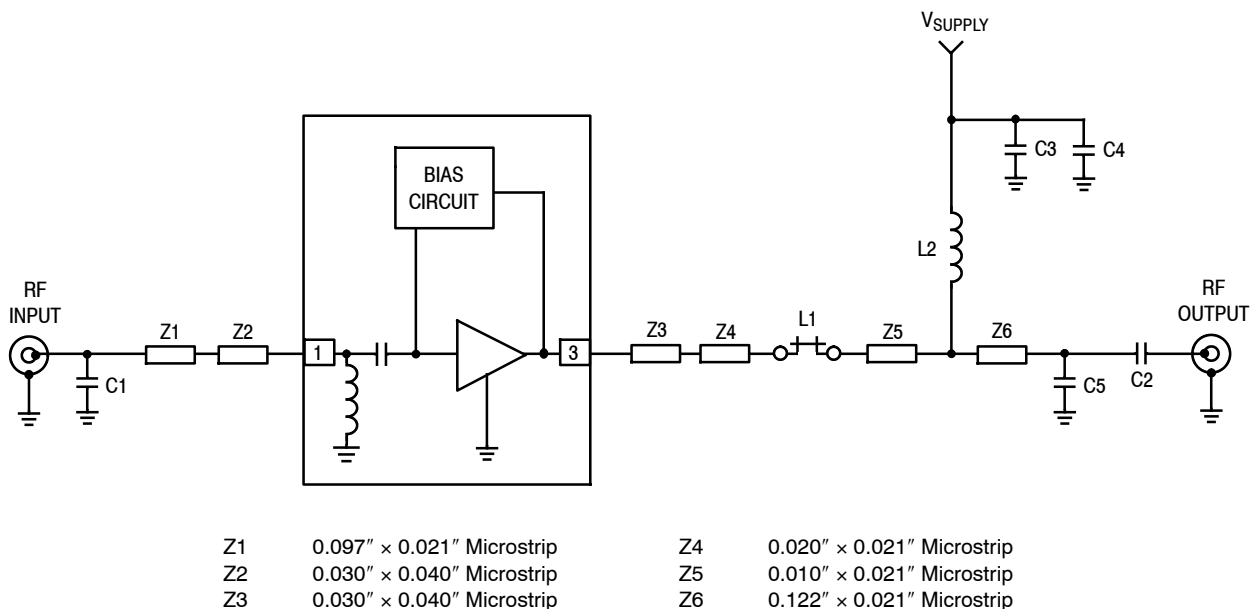 V_SUPPLY
C3
C4
BIAS
CIRCUIT
L2
RF
INPUT
RF
OUTPUT
Z1
Z2
1
3
Z3
Z4
L1
Z5
Z6
C1
C5
C2
Z1 0.097″ × 0.021″ Microstrip
Z2 0.030″ × 0.040″ Microstrip
Z3 0.030″ × 0.040″ Microstrip
Z4 0.020″ × 0.021″ Microstrip
Z5 0.010″ × 0.021″ Microstrip
Z6 0.122″ × 0.021″ Microstrip